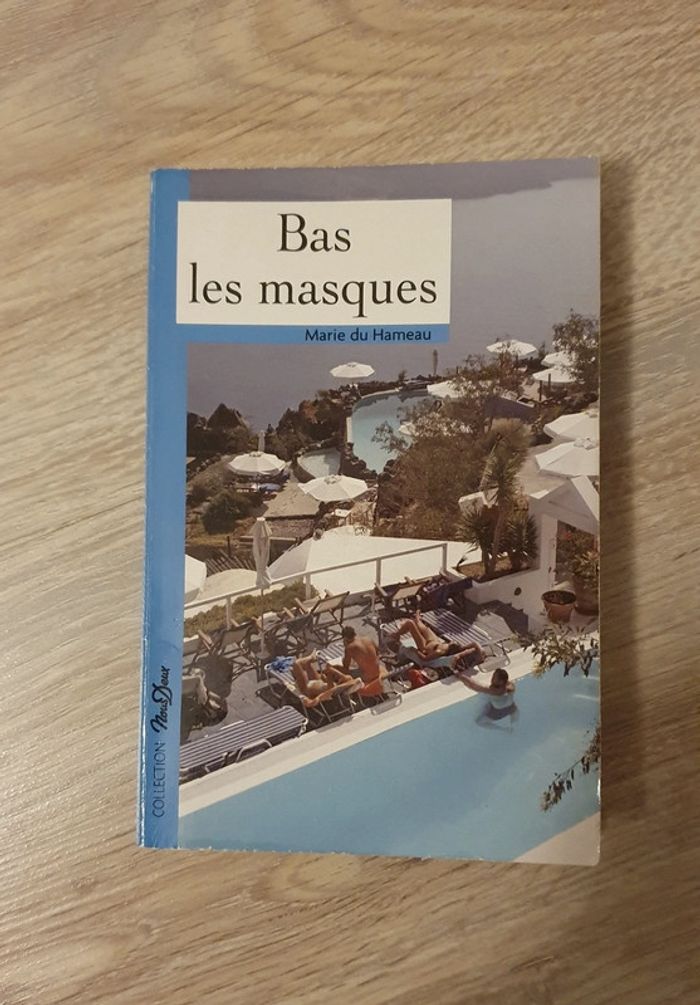 Bas
les masques
Marie du Hameau
COLLECTION Nous Deux